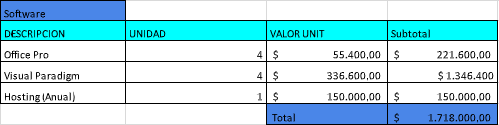 Software
DESCRIPCION UNIDAD VALOR UNIT Subtotal
Office Pro 4 $ 55.400,00 $ 221.600,00
Visual Paradigm 4 $ 336.600,00 $ 1.346.400
Hosting (Anual) 1 $ 150.000,00 $ 150.000,00
Total $ 1.718.000,00